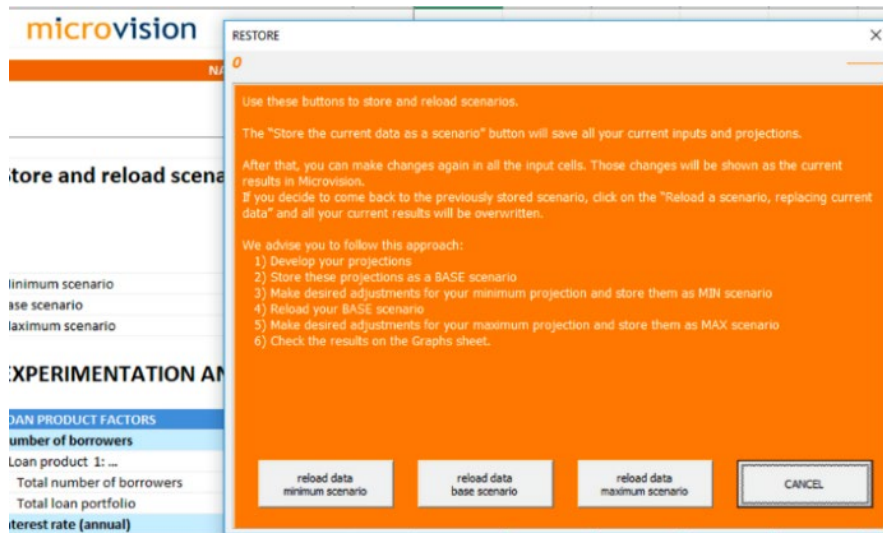 microvision
RESTORE
0
Use these buttons to store and reload scenarios.
The "Store the current data as a scenario" button will save all your current inputs and projections.
After that, you can make changes again in all the input cells. Those changes will be shown as the current
results in Microvision.
If you decide to come back to the previously stored scenario, click on the "Reload a scenario, replacing current
data" and all your current results will be overwritten.
We advise you to follow this approach:
1) Develop your projections
2) Store these projections as a BASE scenario
3) Make desired adjustments for your minimum projection and store them as MIN scenario
4) Reload your BASE scenario
5) Make desired adjustments for your maximum projection and store them as MAX scenario
6) Check the results on the Graphs sheet.
reload data
minimum scenario
reload data
base scenario
reload data
maximum scenario
CANCEL
NA
tore and reload scena
inimum scenario
ase scenario
aximum scenario
XPERIMENTATION AN
OAN PRODUCT FACTORS
umber of borrowers
Loan product 1: ...
Total number of borrowers
Total loan portfolio
terest rate (annual)